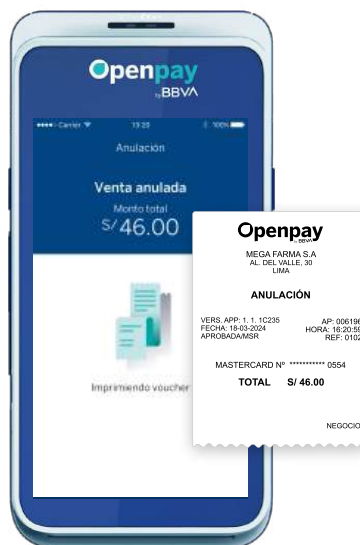 Openpay
by BBVA
Carrier 13:20 100%
Anulación
Venta anulada
Monto total
S/ 46.00
Imprimiendo voucher
Openpay
by BBVA
MEGA FARMA S.A
AL. DEL VALLE, 30
LIMA
ANULACIÓN
VERS. APP: 1. 1. 1C235 AP: 006196
FECHA: 18-03-2024 HORA: 16:20:59
APROBADA/MSR REF: 0102
MASTERCARD Nº *********** 0554
TOTAL S/ 46.00
NEGOCIO